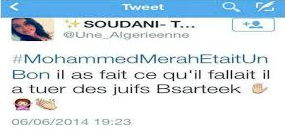 Tweet
SOUDANI- T...
@Une_Algerieenne
#MohammedMerahEtaitUn
Bon il as fait ce qu'il fallait il
a tuer des juifs Bsarteek
06/06/2014 19:23